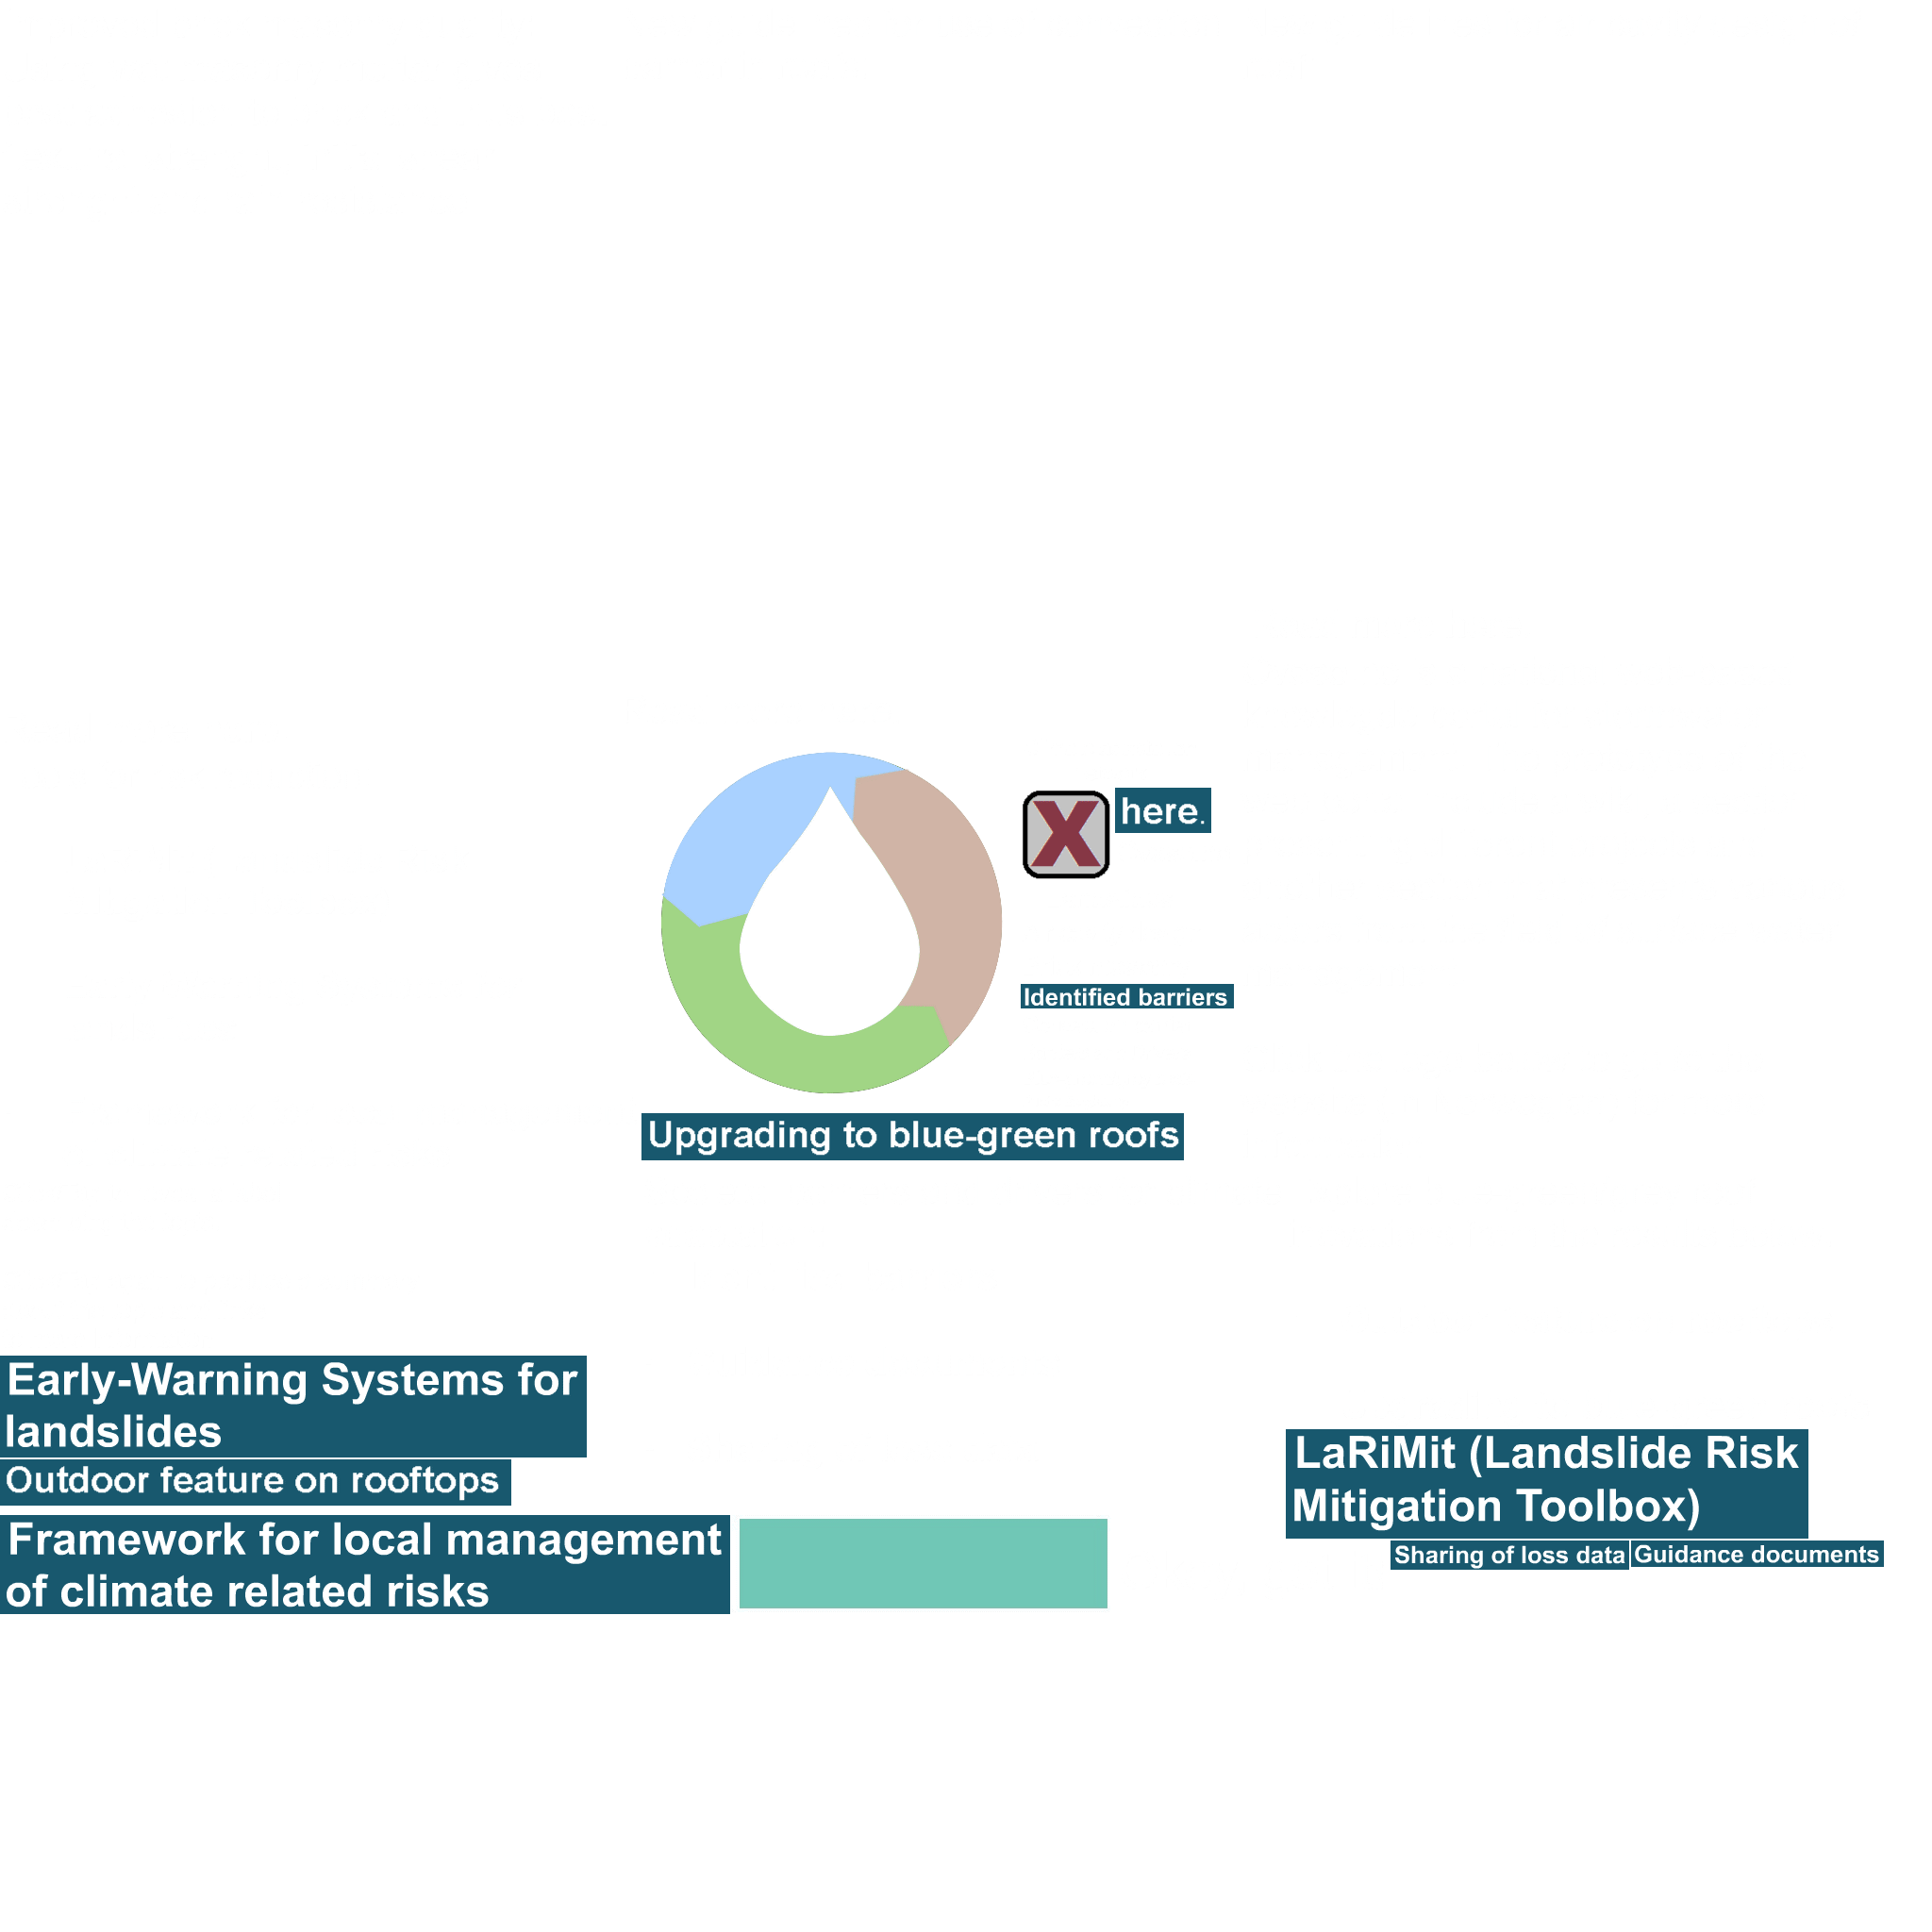 X
here.
Identified barriers
Upgrading to blue-green roofs
Early-Warning Systems for
landslides
Outdoor feature on rooftops
Framework for local management
of climate related risks
LaRiMit (Landslide Risk
Mitigation Toolbox)
Sharing of loss data
Guidance documents